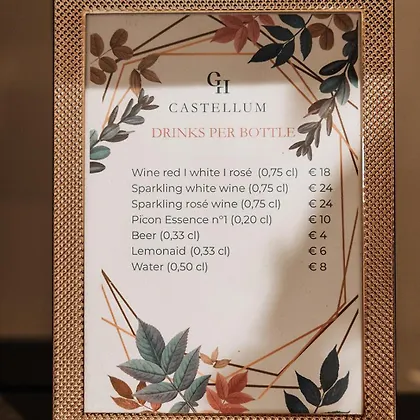 GH
CASTELLUM
DRINKS PER BOTTLE
Wine red I white I rosé (0,75 cl) € 18
Sparkling white wine (0,75 cl) € 24
Sparkling rosé wine (0,75 cl) € 24
Picon Essence n°1 (0,20 cl) € 10
Beer (0,33 cl) € 4
Lemonaid (0,33 cl) € 6
Water (0,50 cl) € 8